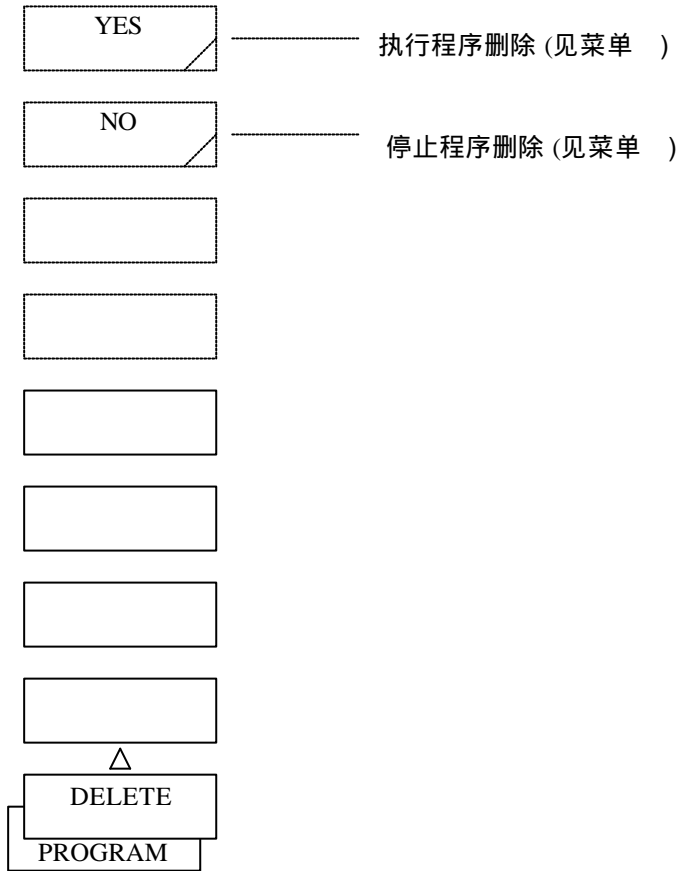 YES
执行程序删除 (见菜单 )
NO
停止程序删除 (见菜单 )
DELETE
PROGRAM